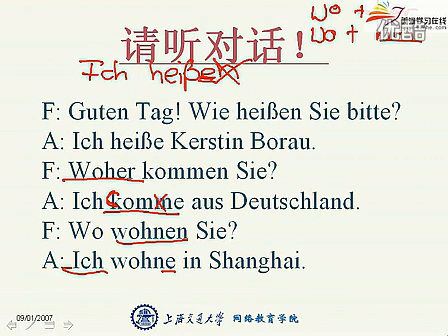 wo +
wo +
请听对话！
Ich heiße
F: Guten Tag! Wie heißen Sie bitte?
A: Ich heiße Kerstin Borau.
F: Woher kommen Sie?
A: Ich komme aus Deutschland.
F: Wo wohnen Sie?
A: Ich wohne in Shanghai.
09/01/2007
上海交通大学 网络教育学院